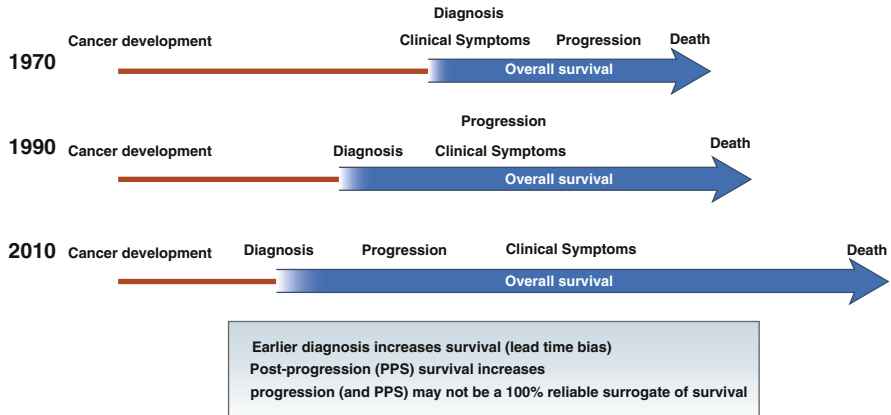 Diagnosis
Cancer development Clinical Symptoms Progression Death
1970
Overall survival
Progression
1990 Cancer development Diagnosis Clinical Symptoms Death
Overall survival
2010 Cancer development Diagnosis Progression Clinical Symptoms Death
Overall survival
Earlier diagnosis increases survival (lead time bias)
Post-progression (PPS) survival increases
progression (and PPS) may not be a 100% reliable surrogate of survival